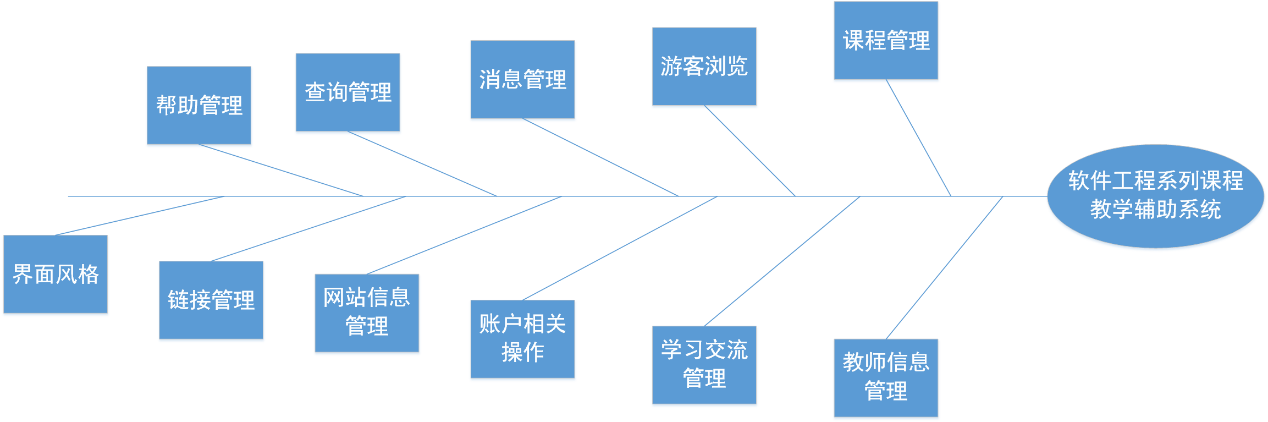 课程管理
游客浏览
消息管理
查询管理
帮助管理
软件工程系列课程
教学辅助系统
界面风格
链接管理
网站信息
管理
账户相关
操作
学习交流
管理
教师信息
管理